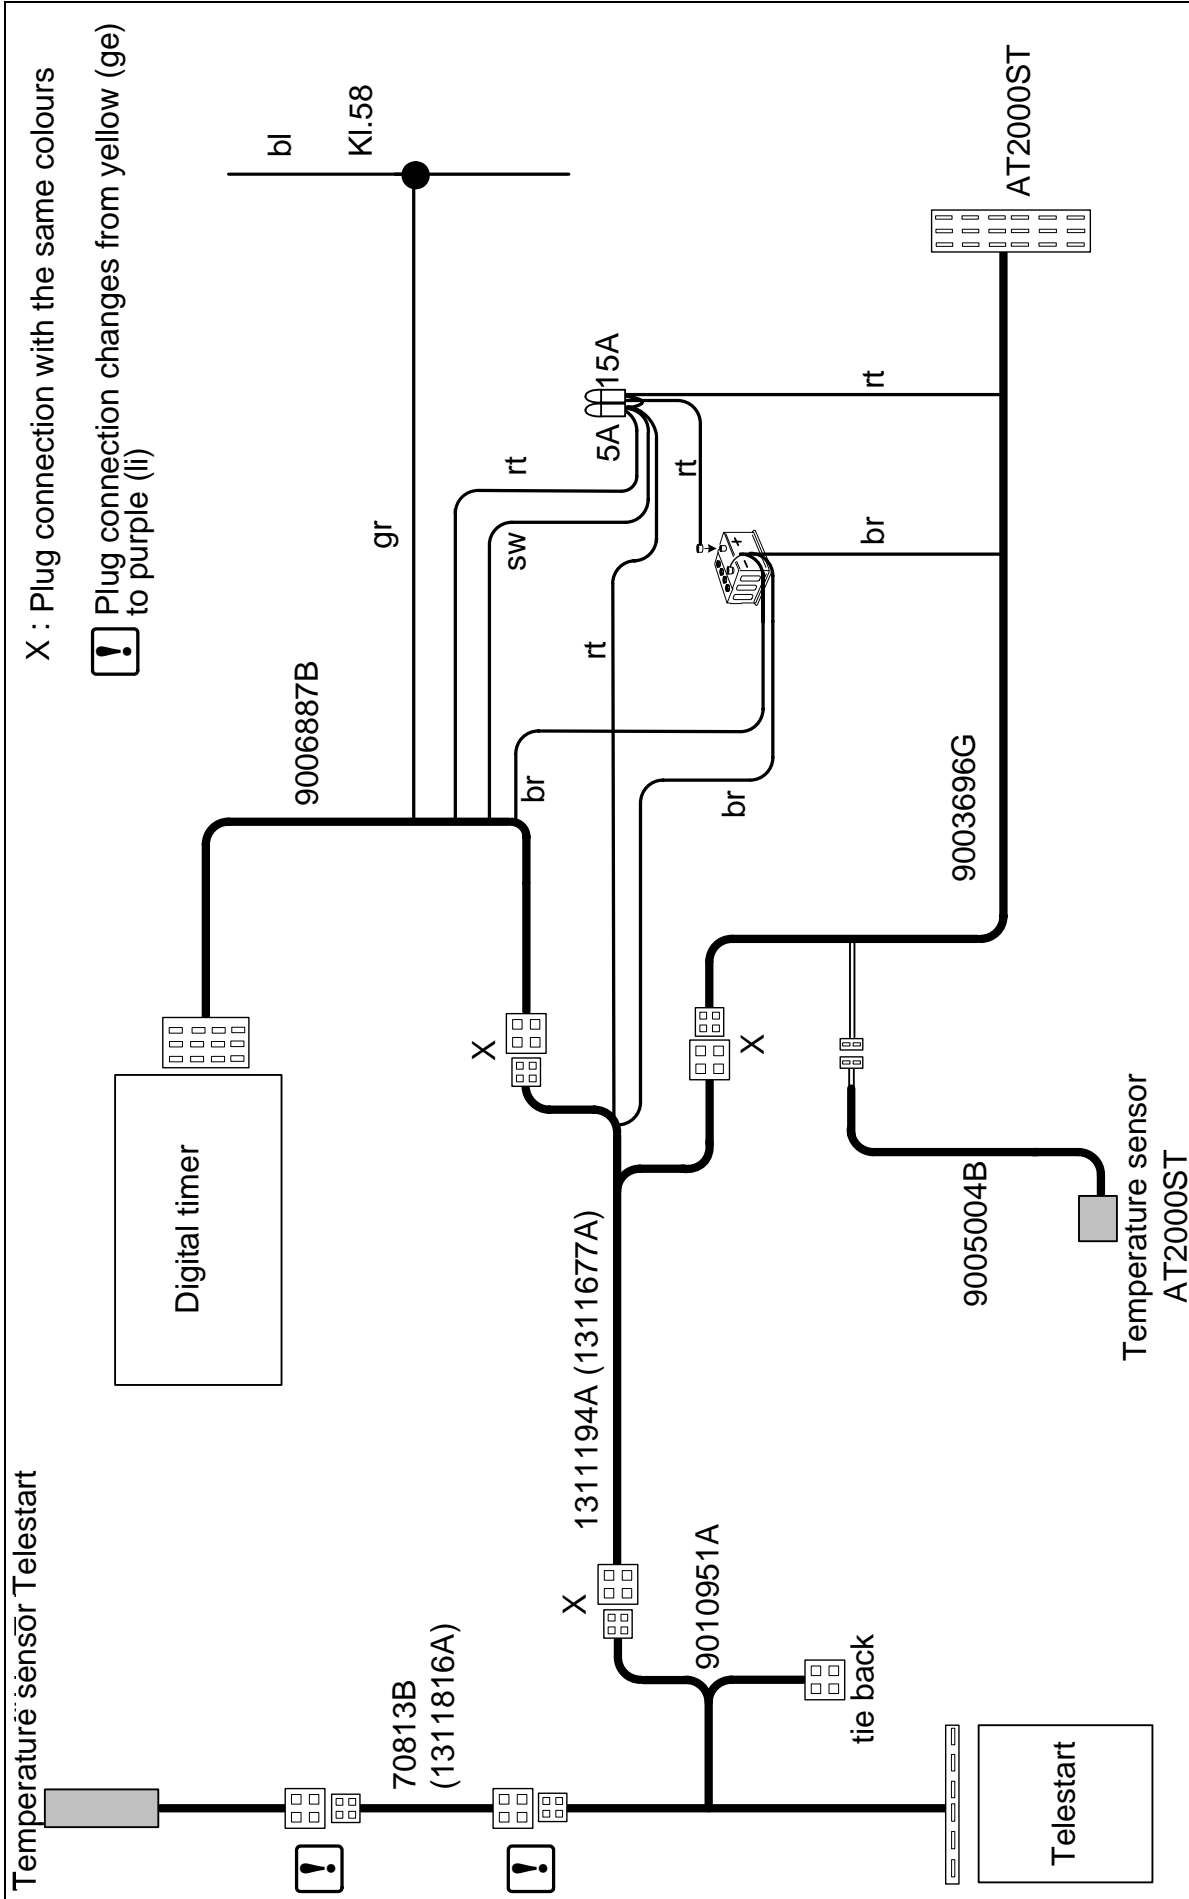 X : Plug connection with the same colours
Plug connection changes from yellow (ge)
to purple (li)
Temperature sensor Telestart
Digital timer
9006887B
bl
Kl.58
gr
rt
sw
br
X
5A
15A
rt
rt
rt
br
br
70813B
(1311816A)
X
1311194A (1311677A)
9010951A
X
tie back
Telestart
9003696G
AT2000ST
9005004B
Temperature sensor
AT2000ST